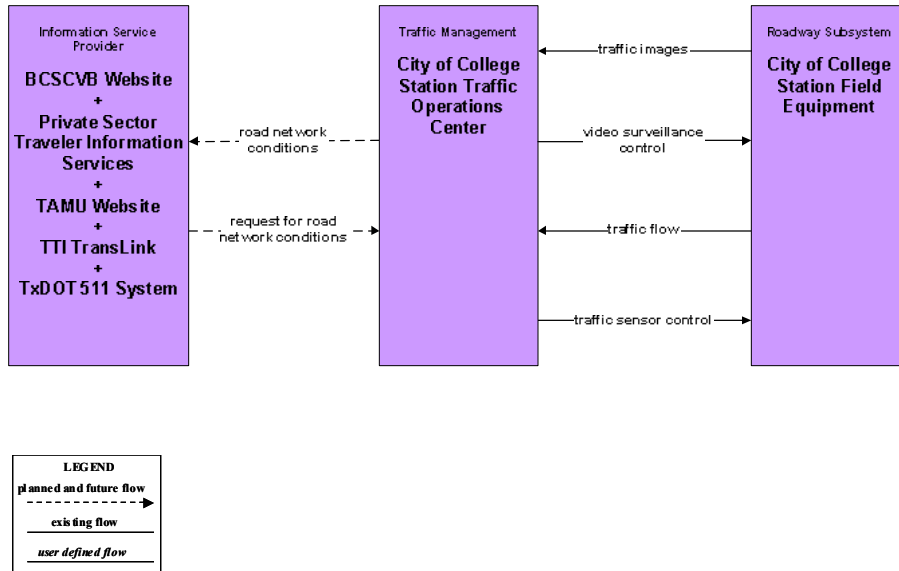 Information Service
Provider
BCSCVB Website
+
Private Sector
Traveler Information
Services
+
TAMU Website
+
TTI TransLink
+
TxDOT 511 System
road network
conditions
request for road
network conditions
Traffic Management
City of College
Station Traffic
Operations
Center
traffic images
video surveillance
control
traffic flow
traffic sensor control
Roadway Subsystem
City of College
Station Field
Equipment
LEGEND
planned and future flow
existing flow
user defined flow